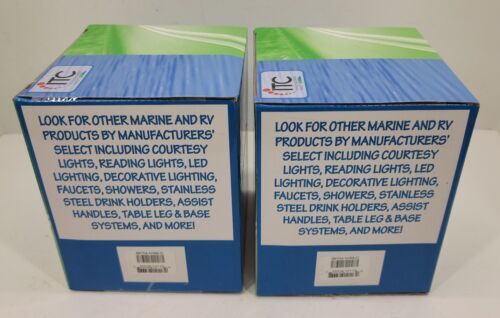 ITC
LOOK FOR OTHER MARINE AND RV
PRODUCTS BY MANUFACTURERS'
SELECT INCLUDING COURTESY
LIGHTS, READING LIGHTS, LED
LIGHTING, DECORATIVE LIGHTING,
FAUCETS, SHOWERS, STAINLESS
STEEL DRINK HOLDERS, ASSIST
HANDLES, TABLE LEG & BASE
SYSTEMS, AND MORE!
ITC
LOOK FOR OTHER MARINE AND RV
PRODUCTS BY MANUFACTURERS'
SELECT INCLUDING COURTESY
LIGHTS, READING LIGHTS, LED
LIGHTING, DECORATIVE LIGHTING,
FAUCETS, SHOWERS, STAINLESS
STEEL DRINK HOLDERS, ASSIST
HANDLES, TABLE LEG & BASE
SYSTEMS, AND MORE!